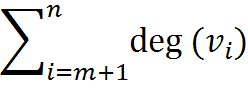 ∑_{i=m+1}^{n} deg (v_i)